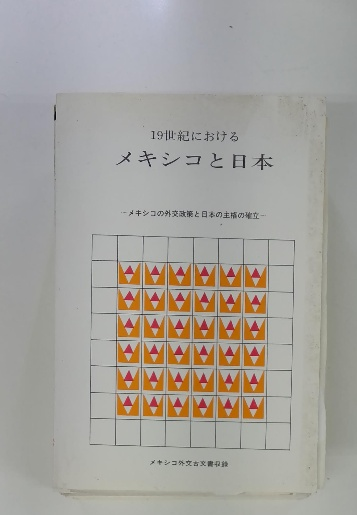 19世紀における
メキシコと日本
－メキシコの外交政策と日本の主権の確立－
メキシコ外交古文書収録